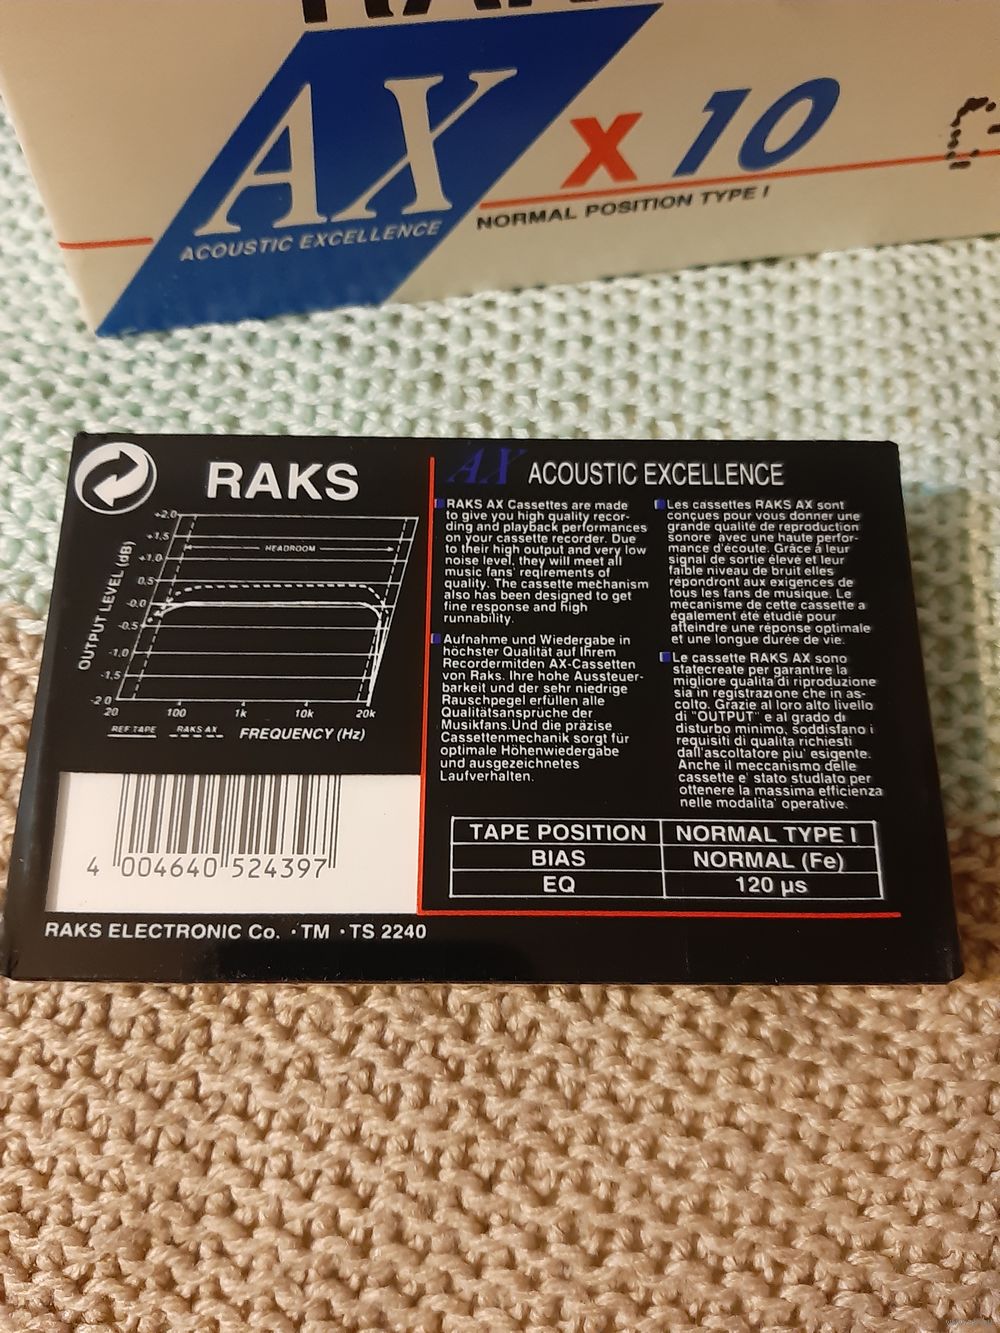 AX x 10
ACOUSTIC EXCELLENCE
NORMAL POSITION TYPE I
RAKS
+2.0
+1.5
+1.0
0.5
-0.0
-0.5
-1.0
-1.5
-2 0
OUTPUT LEVEL (dB)
HEADROOM
20
100
1k
10k
20k
REF TAPE
RAKS AX
FREQUENCY (Hz)
4 004640 524397
RAKS ELECTRONIC Co. · TM · TS 2240
AX ACOUSTIC EXCELLENCE
RAKS AX Cassettes are made
to give you high quality recor-
ding and playback performances
on your cassette recorder. Due
to their high output and very low
noise level, they will meet all
music fans' reqirements of
quality. The cassette mechanism
also has been designed to get
fine response and high
runnability.
Aufnahme und Wiedergabe in
höchster Qualität auf Ihrem
Recordermitden AX-Cassetten
von Raks. Ihre hohe Aussteuer-
barkeit und der sehr niedrige
Rauschpegel erfüllen alle
Qualitätsansprüche der
Musikfans. Und die präzise
Cassettenmechanik sorgt für
optimale Höhenwiedergabe
und ausgezeichnetes
Laufverhalten.
Les cassettes RAKS AX sont
conçues pour vous donner une
grande qualité de reproduction
sonore avec une haute perfor-
mance d'écoute. Grâce à leur
signal de sortie élevé et leur
faible niveau de bruit elles
répondront aux exigences de
tous les fans de musique. Le
mécanisme de cette cassette a
également été étudié pour
atteindre une réponse optimale
et une longue durée de vie.
Le cassette RAKS AX sono
statecreate per garantire la
migliore qualita di riproduzione
sia in registrazione che in as-
colto. Grazie al loro alto livello
di "OUTPUT" e al grado di
disturbo minimo, soddisfano i
requisiti di qualita richiesti
dall'ascoltatore piu' esigente.
Anche il meccanismo delle
cassette e' stato studiato per
ottenere la massima efficienza
nelle modalita' operative.
TAPE POSITION NORMAL TYPE I
BIAS NORMAL (Fe)
EQ 120 µs